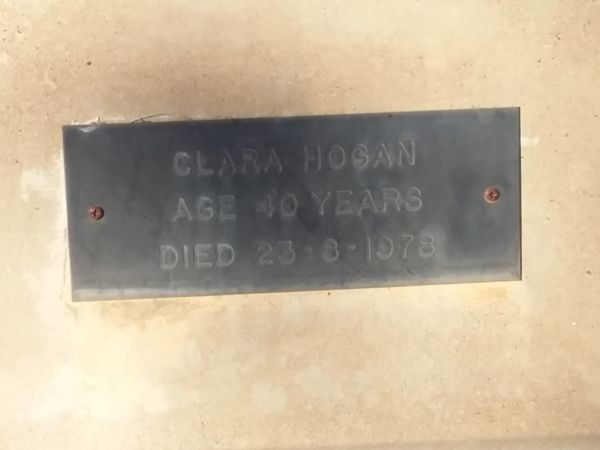 CLARA HOGAN
AGE 40 YEARS
DIED 23-8-1978